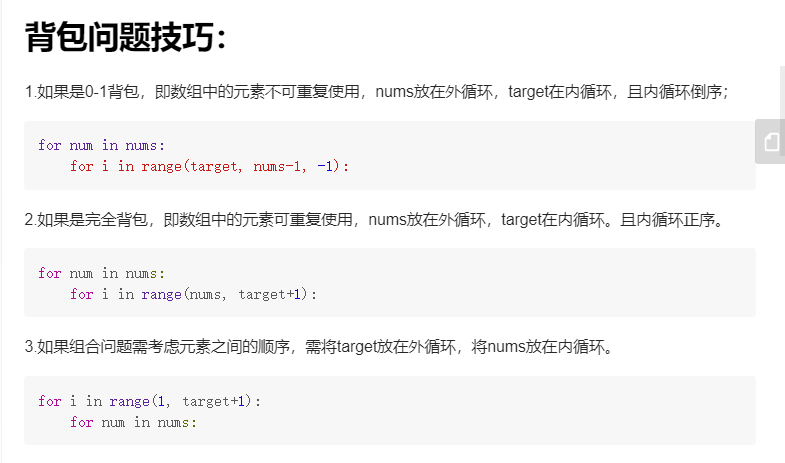 背包问题技巧：
1.如果是0-1背包，即数组中的元素不可重复使用，nums放在外循环，target在内循环，且内循环倒序；
for num in nums:
    for i in range(target, nums-1, -1):
2.如果是完全背包，即数组中的元素可重复使用，nums放在外循环，target在内循环。且内循环正序。
for num in nums:
    for i in range(nums, target+1):
3.如果组合问题需考虑元素之间的顺序，需将target放在外循环，将nums放在内循环。
for i in range(1, target+1):
    for num in nums: